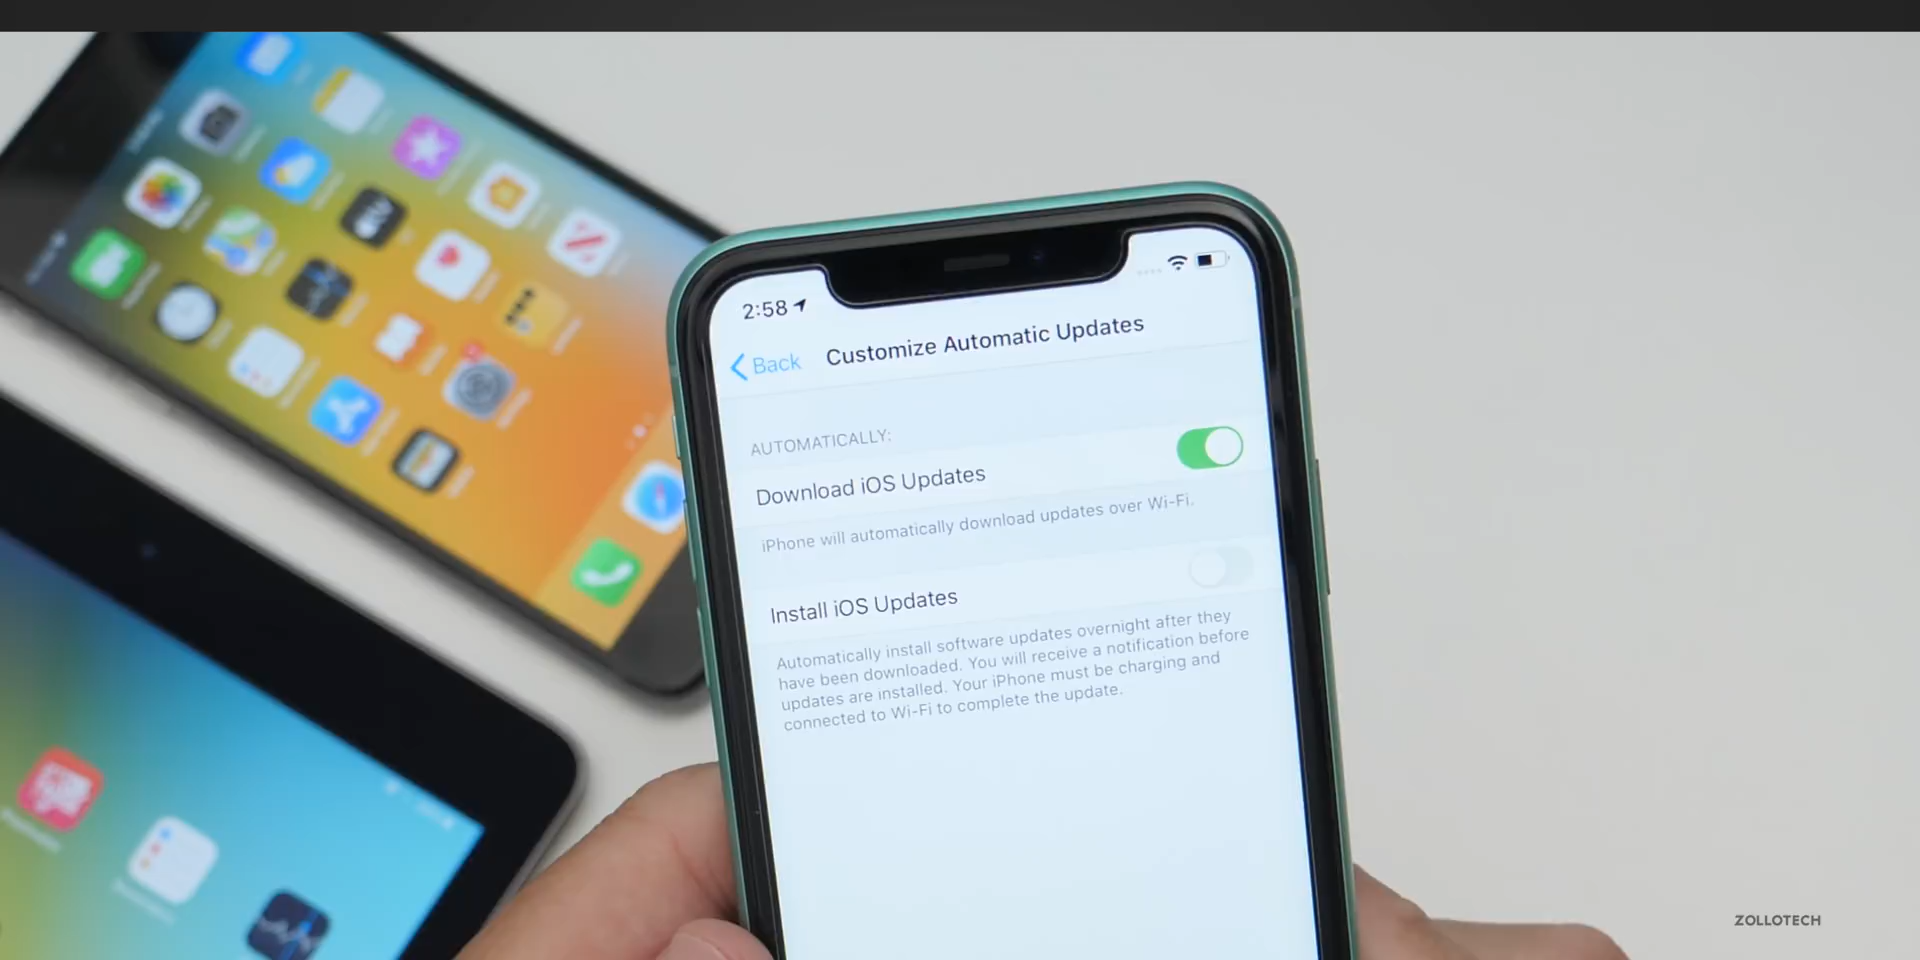 2:58
Back
Customize Automatic Updates
AUTOMATICALLY:
Download iOS Updates
iPhone will automatically download updates over Wi-Fi.
Install iOS Updates
Automatically install software updates overnight after they
have been downloaded. You will receive a notification before
updates are installed. Your iPhone must be charging and
connected to Wi-Fi to complete the update.
ZOLLOTECH